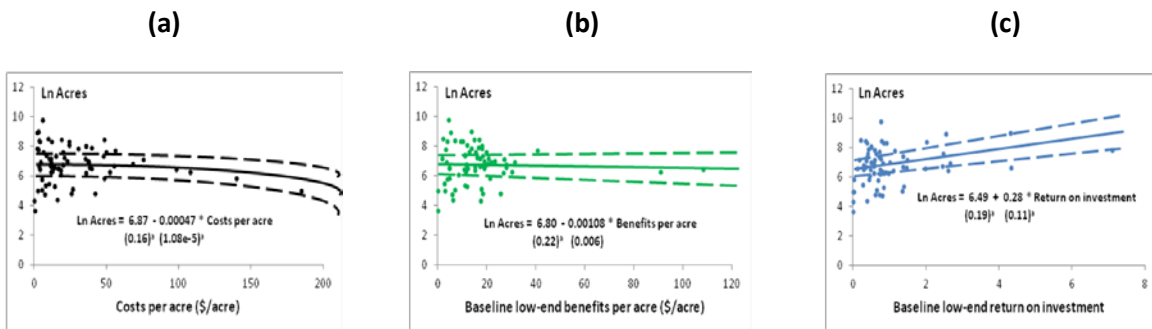 (a)
(b)
(c)
Ln Acres
12
10
8
6
4
2
0
Ln Acres = 6.87 - 0.00047 * Costs per acre
(0.16)ᵃ (1.08e-5)ᵃ
0 50 100 150 200
Costs per acre ($/acre)
Ln Acres
12
10
8
6
4
2
0
Ln Acres = 6.80 - 0.00108 * Benefits per acre
(0.22)ᵃ (0.006)
0 20 40 60 80 100 120
Baseline low-end benefits per acre ($/acre)
Ln Acres
12
10
8
6
4
2
0
Ln Acres = 6.49 + 0.28 * Return on investment
(0.19)ᵃ (0.11)ᵃ
0 2 4 6 8
Baseline low-end return on investment